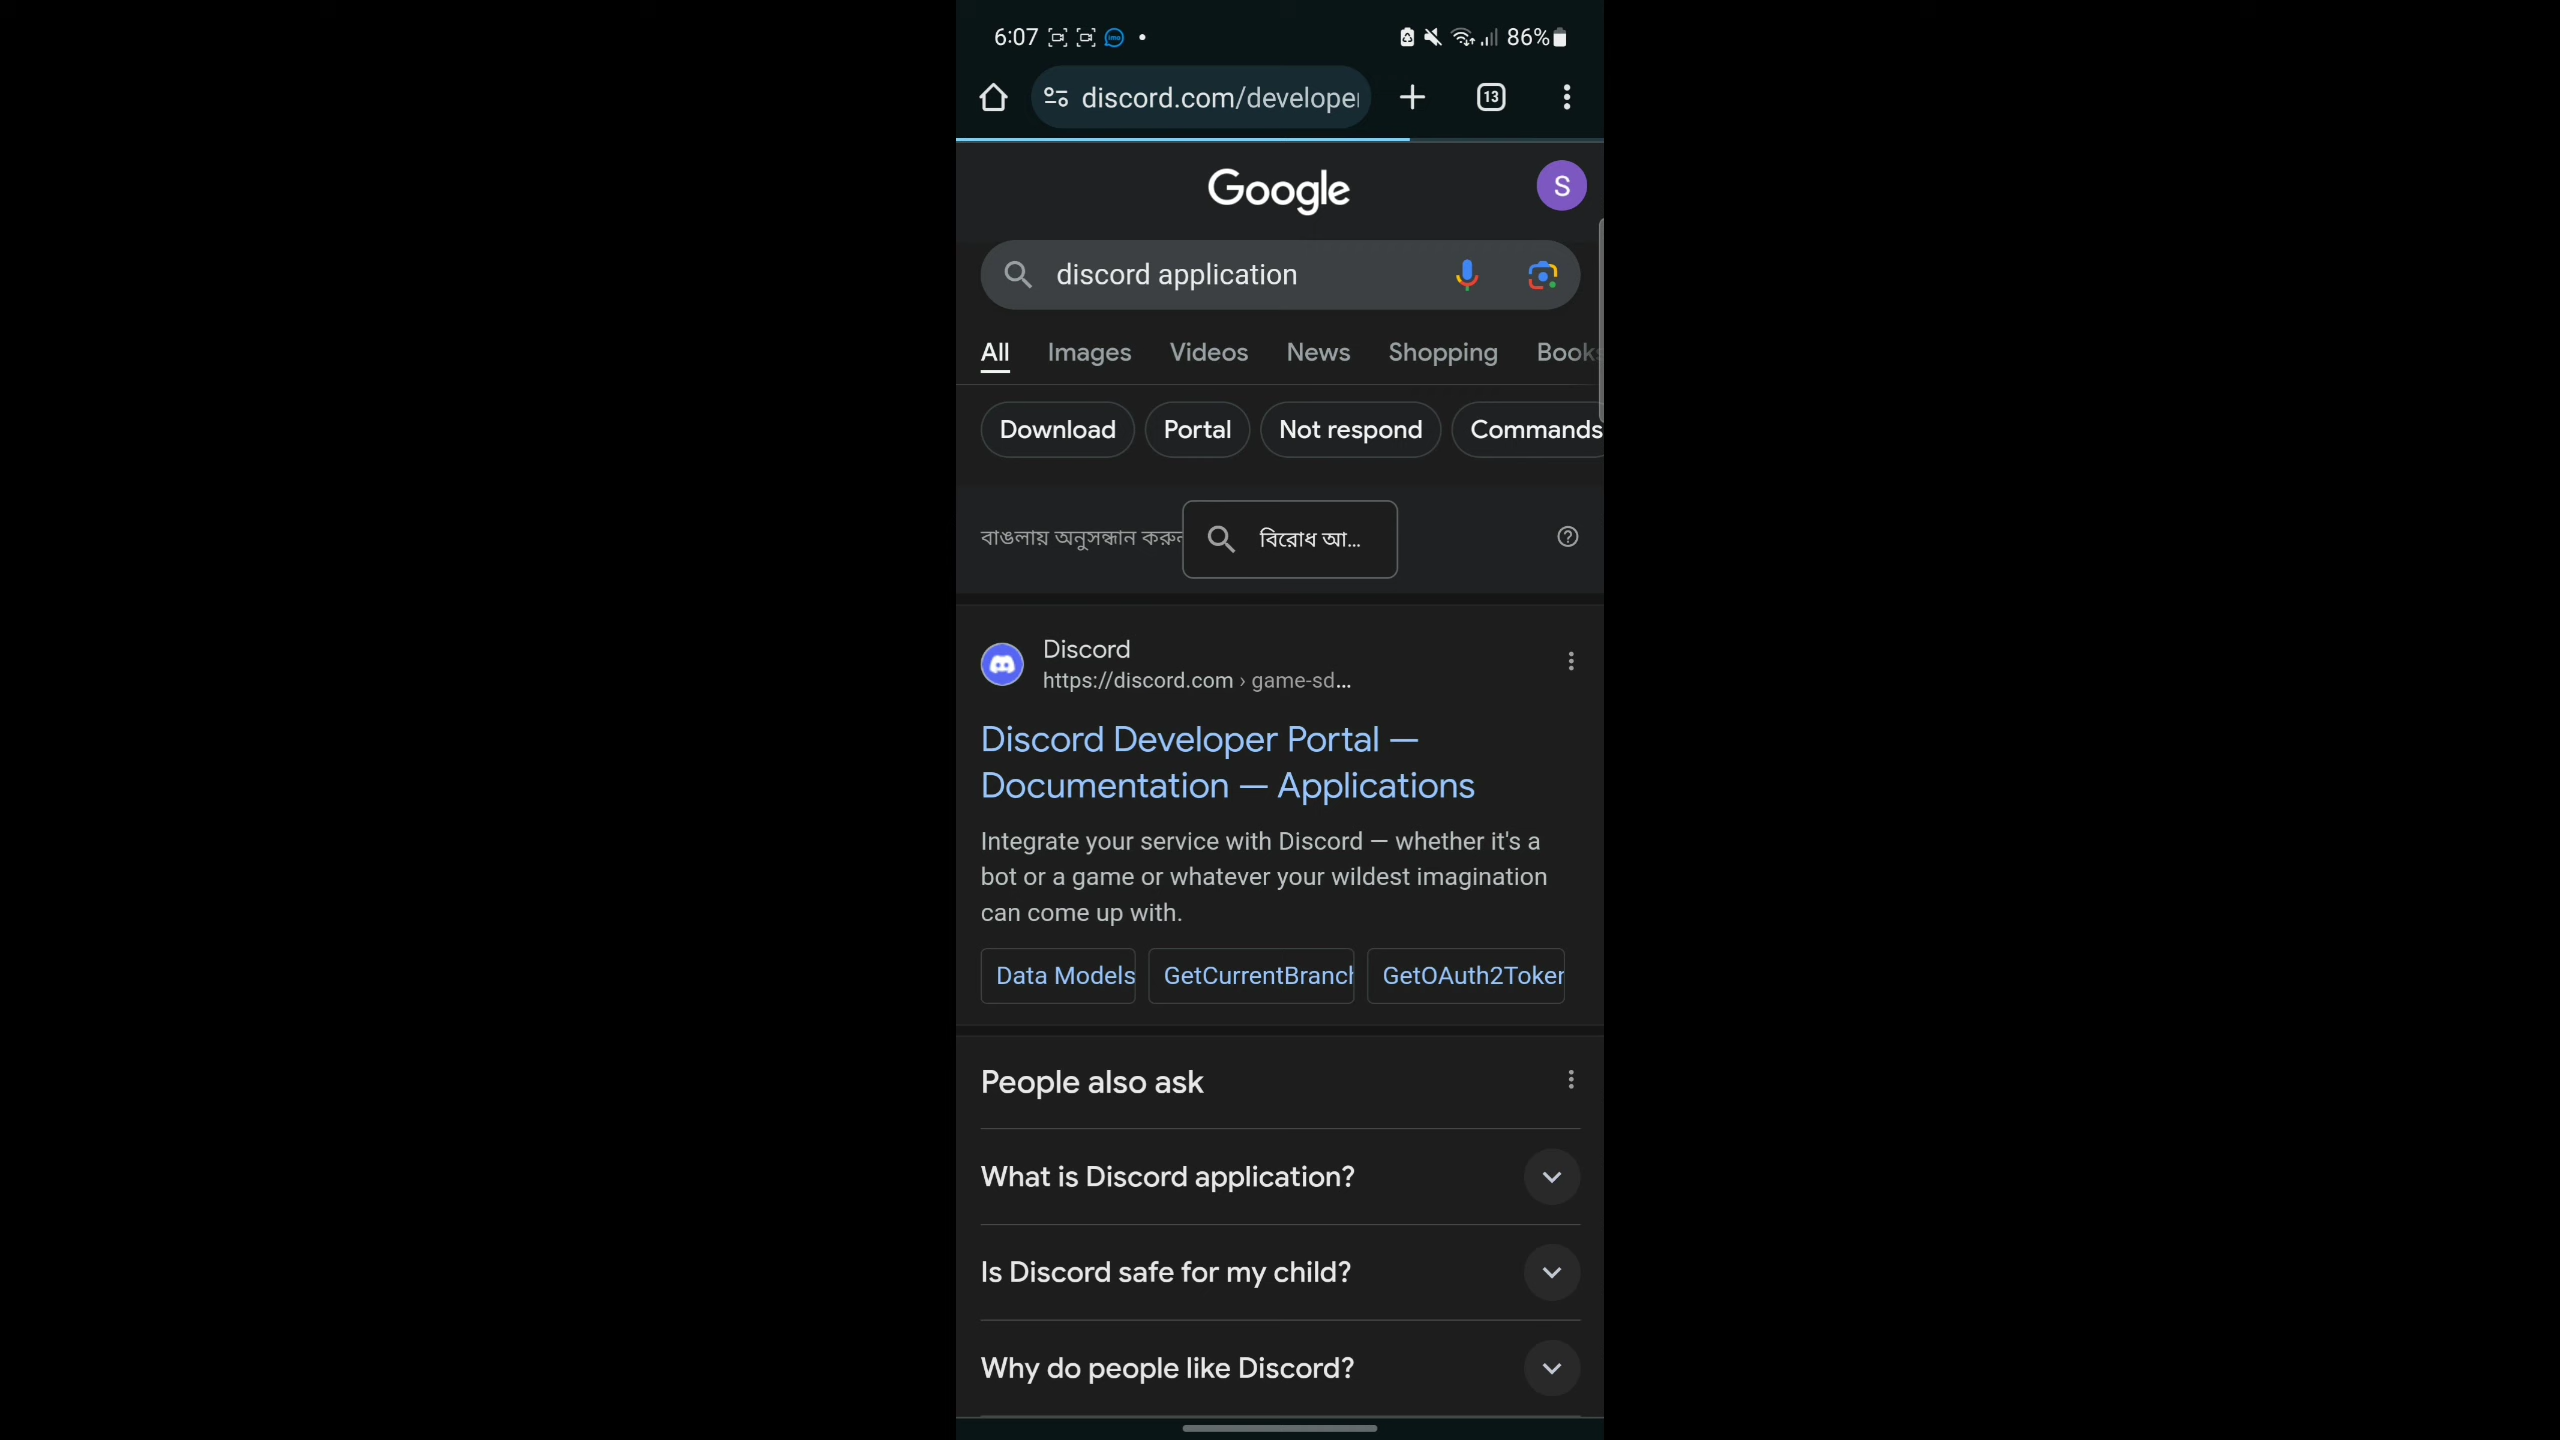 6:07 86%
discord.com/developer
13
Google
S
discord application
All Images Videos News Shopping Books
Download Portal Not respond Commands
বাঙলায় অনুসন্ধান করুন বিরোধ আ...
Discord
https://discord.com › game-sd...
Discord Developer Portal —
Documentation — Applications
Integrate your service with Discord — whether it's a
bot or a game or whatever your wildest imagination
can come up with.
Data Models GetCurrentBranch GetOAuth2Token
People also ask
What is Discord application?
Is Discord safe for my child?
Why do people like Discord?